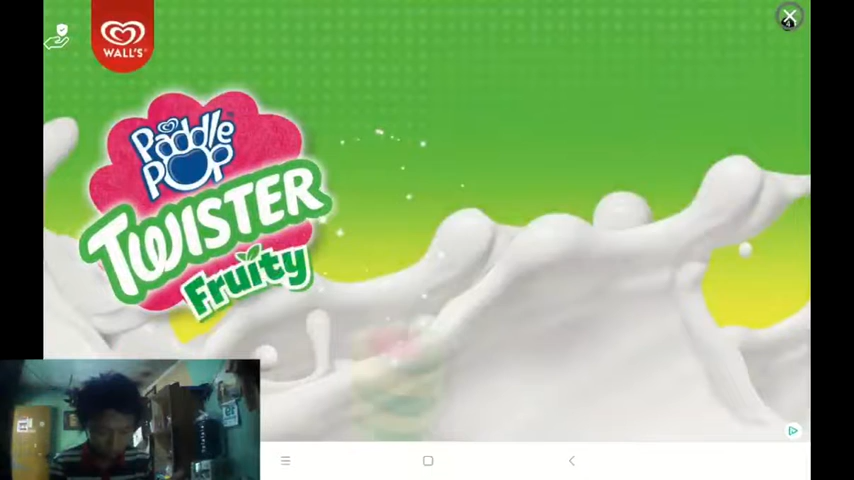 WALL'S
Paddle
Pop
TWISTER
Fruity